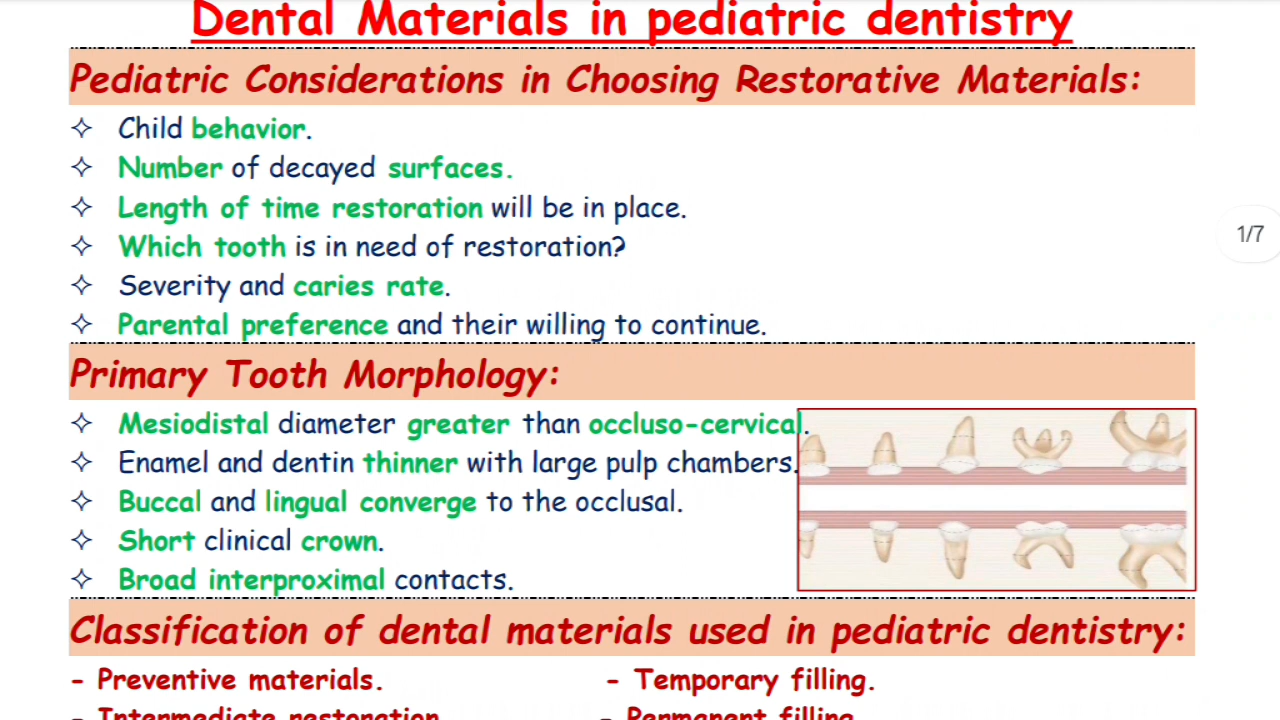 Dental Materials in pediatric dentistry
Pediatric Considerations in Choosing Restorative Materials:
✧ Child behavior.
✧ Number of decayed surfaces.
✧ Length of time restoration will be in place.
✧ Which tooth is in need of restoration?
✧ Severity and caries rate.
✧ Parental preference and their willing to continue.
1/7
Primary Tooth Morphology:
✧ Mesiodistal diameter greater than occluso-cervical.
✧ Enamel and dentin thinner with large pulp chambers.
✧ Buccal and lingual converge to the occlusal.
✧ Short clinical crown.
✧ Broad interproximal contacts.
Classification of dental materials used in pediatric dentistry:
- Preventive materials. - Temporary filling.
- Intermediate restoration - Permanent filling